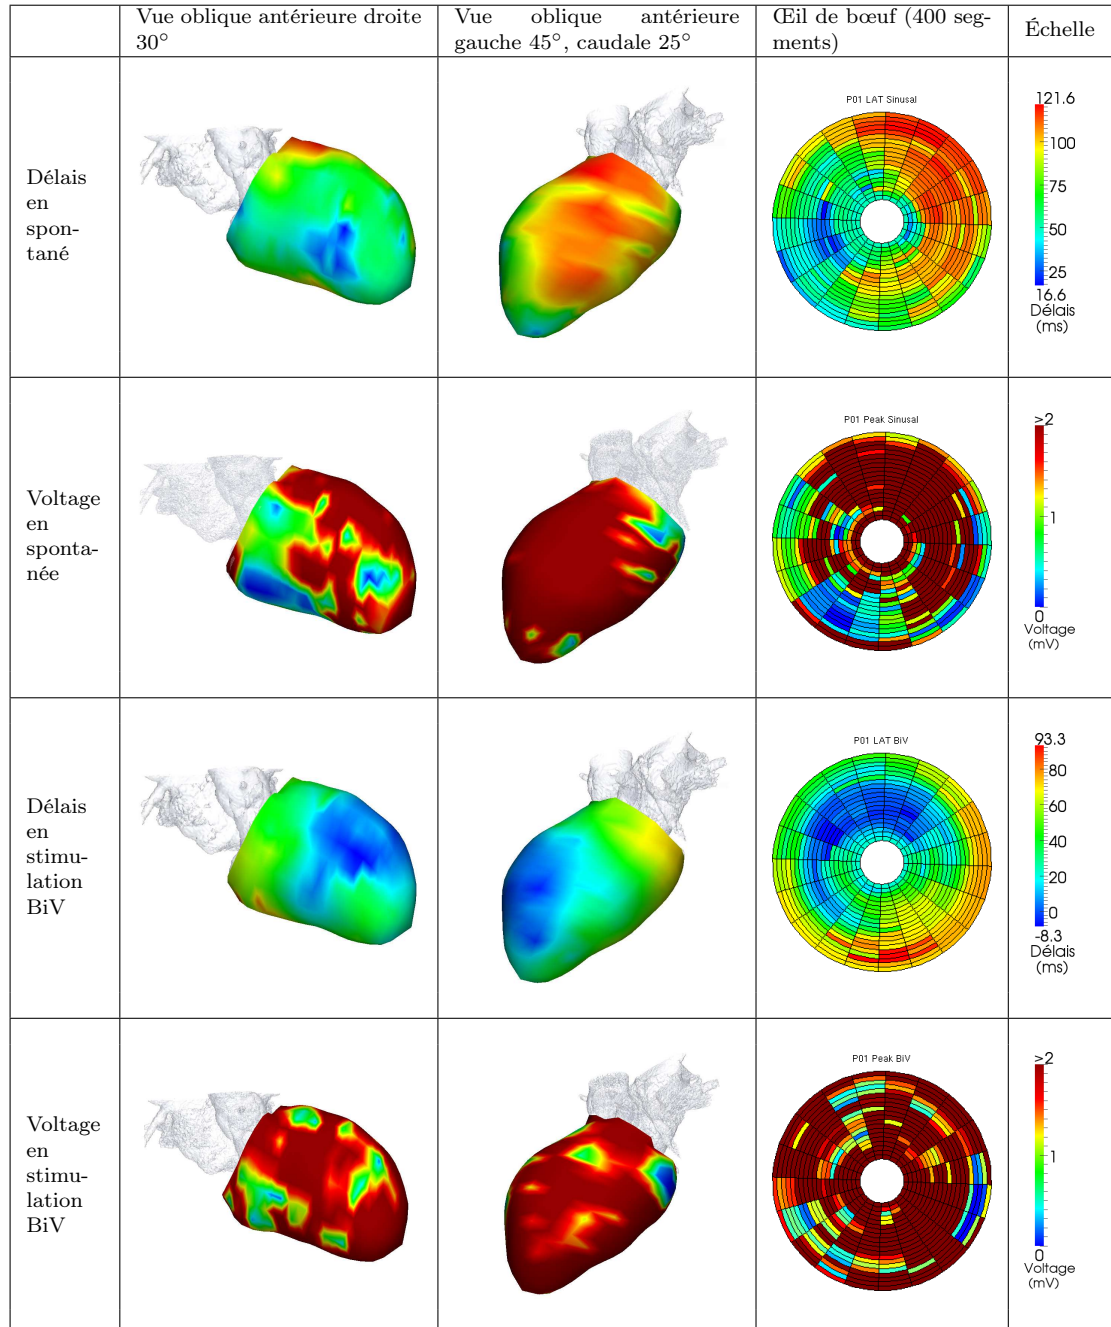 Vue oblique antérieure droite
30°
Vue oblique antérieure
gauche 45°, caudale 25°
Œil de bœuf (400 seg-
ments)
Échelle
Délais
en
spon-
tané
P01 LAT Sinusal
121.6
100
75
50
25
16.6
Délais
(ms)
Voltage
en
sponta-
née
P01 Peak Sinusal
>2
1
0
Voltage
(mV)
Délais
en
stimu-
lation
BiV
P01 LAT BiV
93.3
80
60
40
20
0
-8.3
Délais
(ms)
Voltage
en
stimu-
lation
BiV
P01 Peak BiV
>2
1
0
Voltage
(mV)